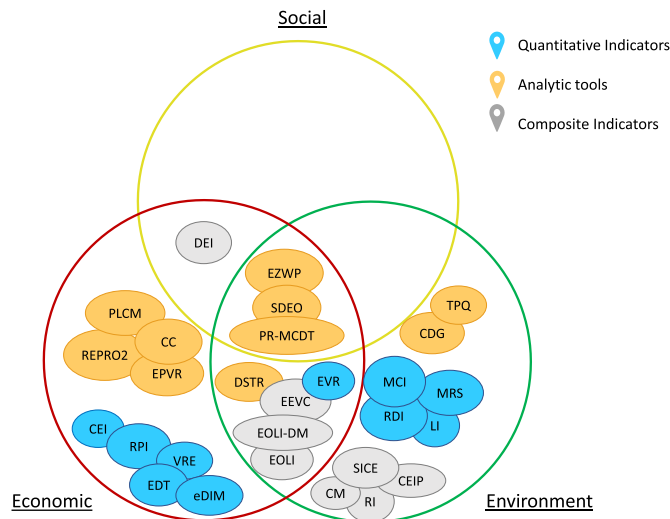 Social
Quantitative Indicators
Analytic tools
Composite Indicators
DEI
EZWP
SDEO
PR-MCDT
TPQ
CDG
PLCM
CC
REPRO2
EPVR
DSTR
EVR
EEVC
EOLI-DM
EOLI
MCI
MRS
RDI
LI
CEI
RPI
VRE
EDT
eDIM
SICE
CEIP
CM
RI
Economic
Environment